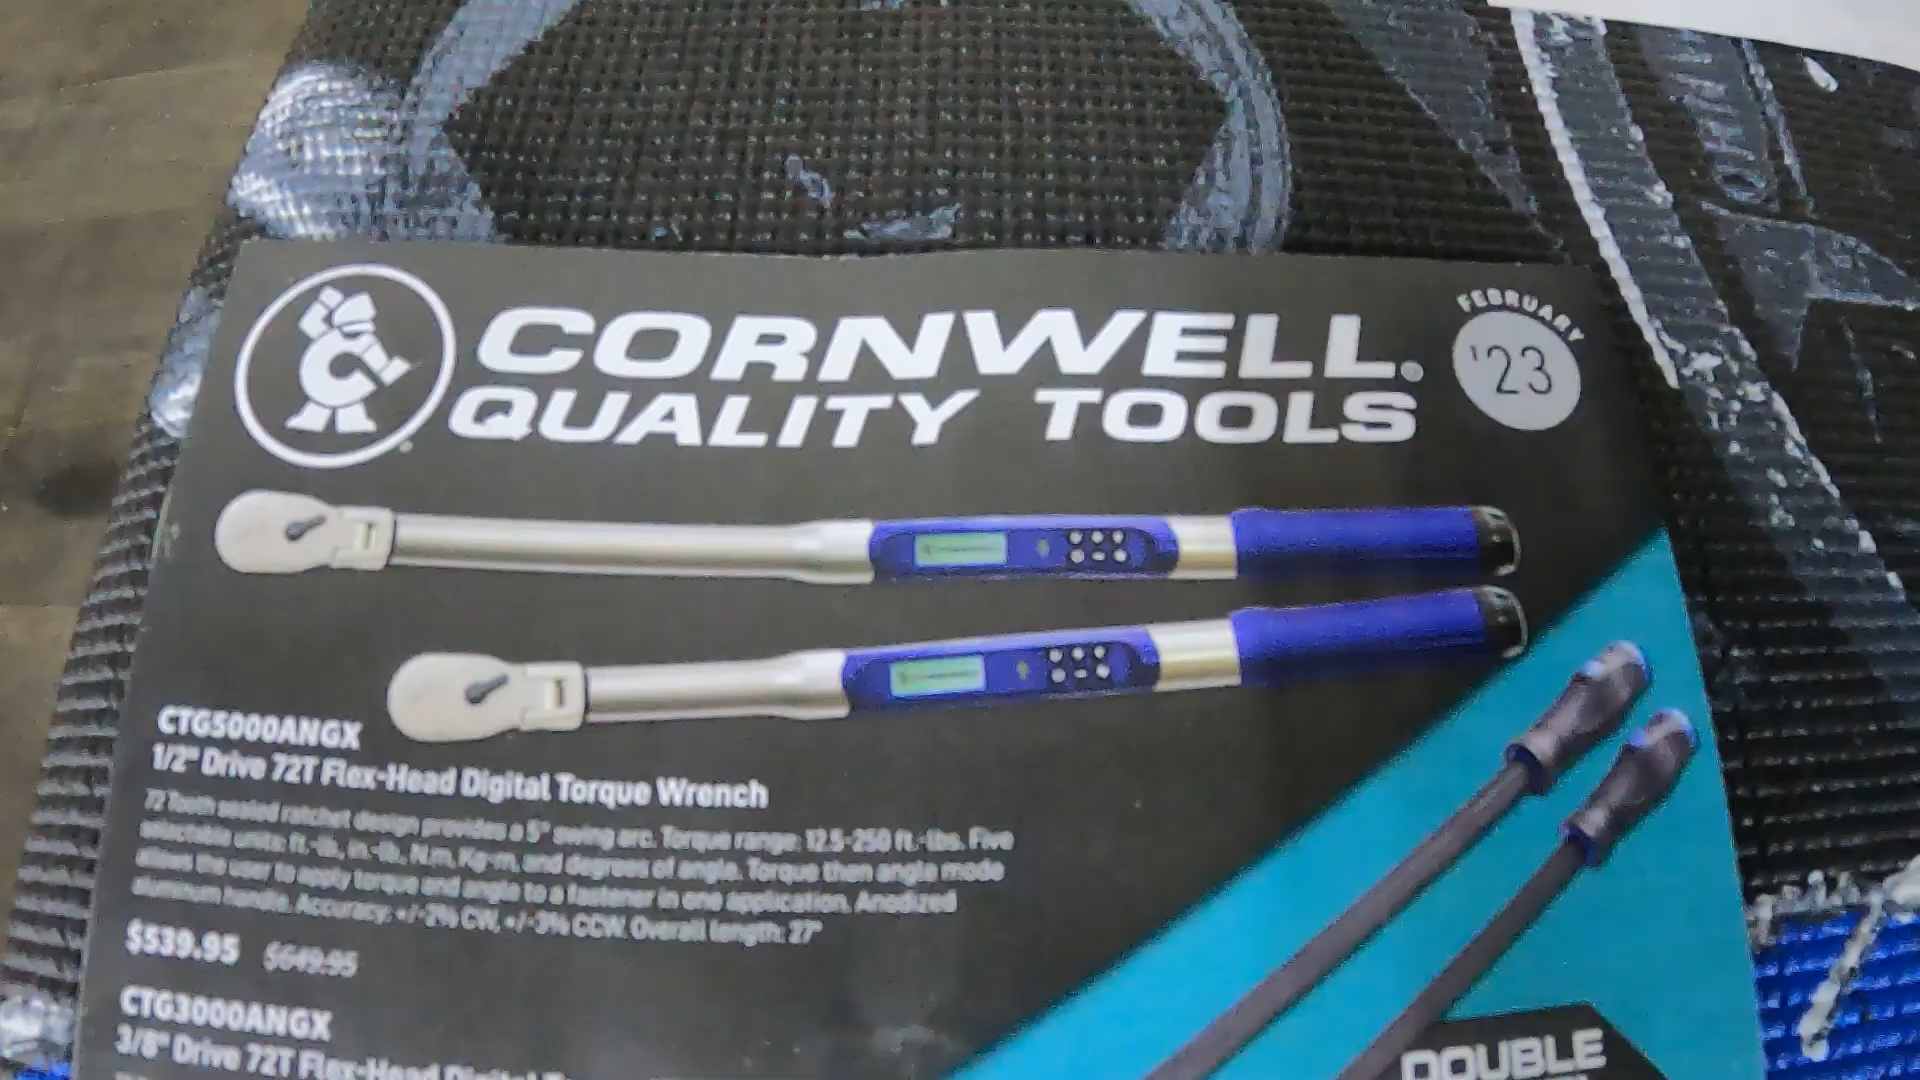 CORNWELL®
QUALITY TOOLS
FEBRUARY
'23
CTG5000ANGX
1/2" Drive 72T Flex-Head Digital Torque Wrench
72 Tooth sealed ratchet design provides a 5° swing arc. Torque range: 12.5-250 ft.-lbs. Five
selectable units: ft.-lb., in.-lb., N.m, Kg-m, and degrees of angle. Torque then angle mode
allows the user to apply torque and angle to a fastener in one application. Anodized
aluminum handle. Accuracy: +/-2% CW, +/-3% CCW. Overall length: 27"
$539.95 $649.95
CTG3000ANGX
3/8" Drive 72T Flex-Head Digital
DOUBLE